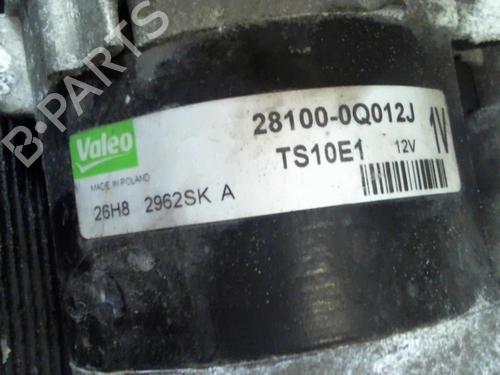 B-Parts
Valeo
MADE IN POLAND
26H8 2962SK A
28100-0Q012J
TS10E1 12V
1V